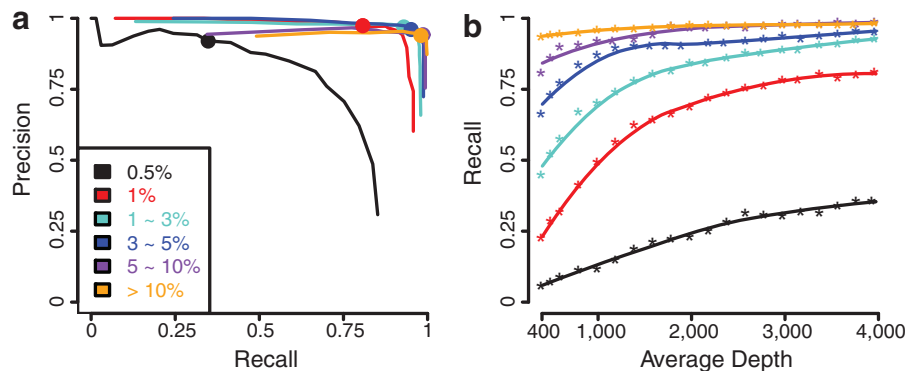 a
Precision
1
0.75
0.5
0.25
0
0.5%
1%
1 ~ 3%
3 ~ 5%
5 ~ 10%
> 10%
0
0.25
0.5
0.75
1
Recall
b
Recall
1
0.75
0.5
0.25
0
400
1,000
2,000
3,000
4,000
Average Depth